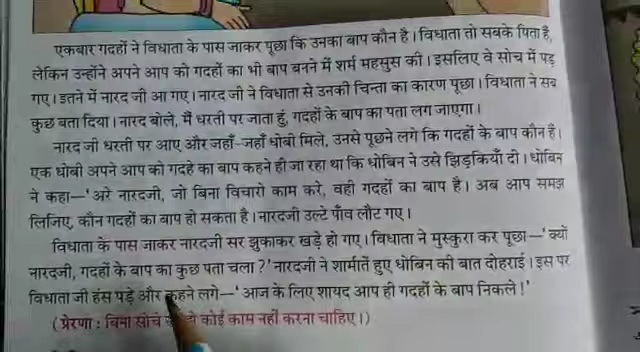 एकबार गदहों ने विधाता के पास जाकर पूछा कि उनका बाप कौन है। विधाता तो सबके पिता है,
लेकिन उन्होंने अपने आप को गदहों का भी बाप बनने में शर्म महसुस की। इसलिए वे सोच में पड़
गए। इतने में नारद जी आ गए। नारद जी ने विधाता से उनकी चिन्ता का कारण पूछा। विधाता ने सब
कुछ बता दिया। नारद बोले, मैं धरती पर जाता हुं, गदहों के बाप का पता लग जाएगा।
नारद जी धरती पर आए और जहाँ-जहाँ धोबी मिले, उनसे पूछने लगे कि गदहों के बाप कौन है।
एक धोबी अपने आप को गदहे का बाप कहने ही जा रहा था कि धोबिन ने उसे झिड़कियाँ दी। धोबिन
ने कहा—'अरे नारदजी, जो बिना विचारो काम करे, वही गदहों का बाप है। अब आप समझ
लिजिए, कौन गदहों का बाप हो सकता है। नारदजी उल्टे पाँव लौट गए।
विधाता के पास जाकर नारदजी सर झुकाकर खड़े हो गए। विधाता ने मुस्कुरा कर पूछा—'क्यों
नारदजी, गदहों के बाप का कुछ पता चला?' नारदजी ने शार्माते हुए धोबिन की बात दोहराई। इस पर
विधाता जी हंस पड़े और कहने लगे—'आज के लिए शायद आप ही गदहों के बाप निकले!'
(प्रेरणा : बिना सोचे कोई काम नहीं करना चाहिए।)